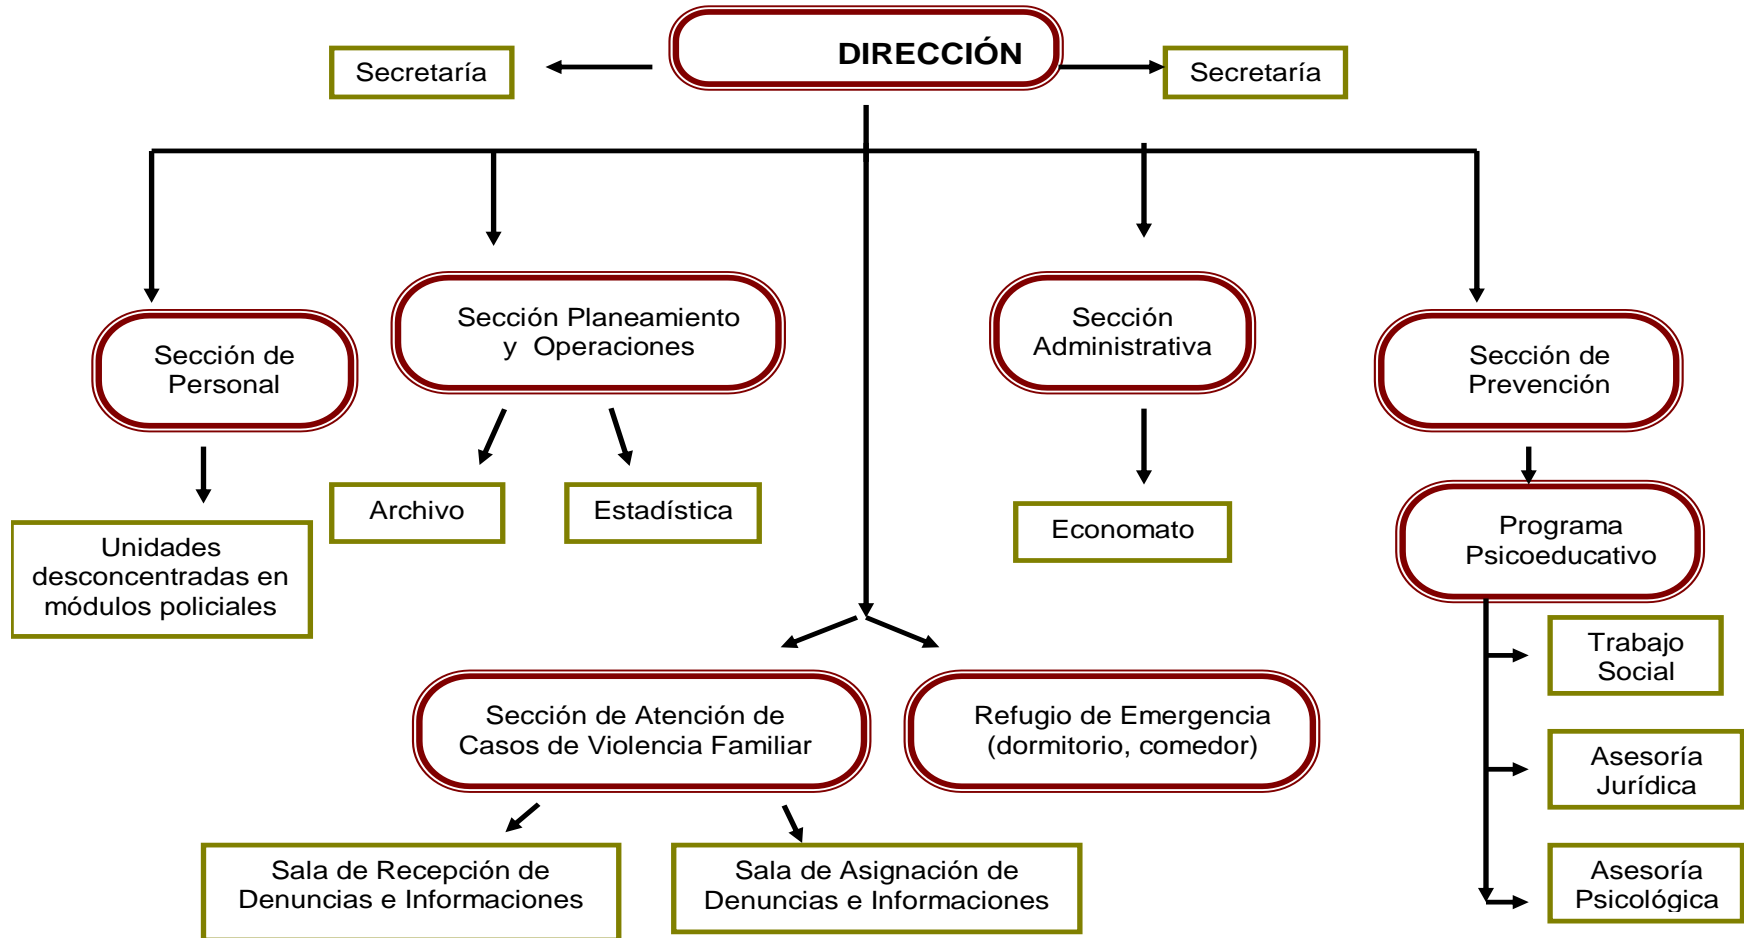 DIRECCIÓN
Secretaría
Secretaría
Sección de
Personal
Sección Planeamiento
y Operaciones
Sección
Administrativa
Sección de
Prevención
Archivo
Estadística
Economato
Programa
Psicoeducativo
Unidades
desconcentradas en
módulos policiales
Trabajo
Social
Sección de Atención de
Casos de Violencia Familiar
Refugio de Emergencia
(dormitorio, comedor)
Asesoría
Jurídica
Sala de Recepción de
Denuncias e Informaciones
Sala de Asignación de
Denuncias e Informaciones
Asesoría
Psicológica